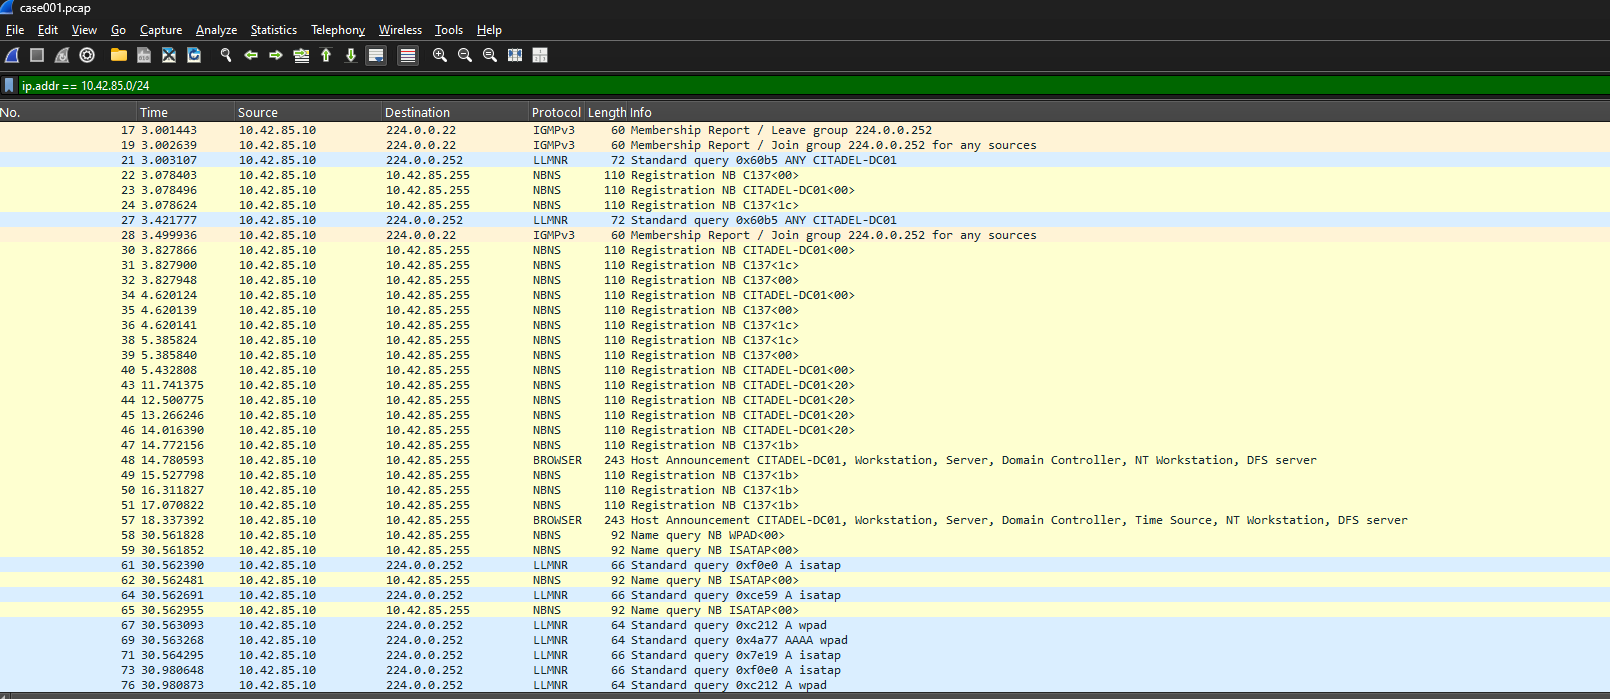 case001.pcap
File Edit View Go Capture Analyze Statistics Telephony Wireless Tools Help
ip.addr == 10.42.85.0/24
No. Time Source Destination Protocol Length Info
17 3.001443 10.42.85.10 224.0.0.22 IGMPv3 60 Membership Report / Leave group 224.0.0.252
19 3.002639 10.42.85.10 224.0.0.22 IGMPv3 60 Membership Report / Join group 224.0.0.252 for any sources
21 3.003107 10.42.85.10 224.0.0.252 LLMNR 72 Standard query 0x60b5 ANY CITADEL-DC01
22 3.078403 10.42.85.10 10.42.85.255 NBNS 110 Registration NB C137<00>
23 3.078496 10.42.85.10 10.42.85.255 NBNS 110 Registration NB CITADEL-DC01<00>
24 3.078624 10.42.85.10 10.42.85.255 NBNS 110 Registration NB C137<1c>
27 3.421777 10.42.85.10 224.0.0.252 LLMNR 72 Standard query 0x60b5 ANY CITADEL-DC01
28 3.499936 10.42.85.10 224.0.0.22 IGMPv3 60 Membership Report / Join group 224.0.0.252 for any sources
30 3.827866 10.42.85.10 10.42.85.255 NBNS 110 Registration NB CITADEL-DC01<00>
31 3.827900 10.42.85.10 10.42.85.255 NBNS 110 Registration NB C137<1c>
32 3.827948 10.42.85.10 10.42.85.255 NBNS 110 Registration NB C137<00>
34 4.620124 10.42.85.10 10.42.85.255 NBNS 110 Registration NB CITADEL-DC01<00>
35 4.620139 10.42.85.10 10.42.85.255 NBNS 110 Registration NB C137<00>
36 4.620141 10.42.85.10 10.42.85.255 NBNS 110 Registration NB C137<1c>
38 5.385824 10.42.85.10 10.42.85.255 NBNS 110 Registration NB C137<1c>
39 5.385840 10.42.85.10 10.42.85.255 NBNS 110 Registration NB C137<00>
40 5.432808 10.42.85.10 10.42.85.255 NBNS 110 Registration NB CITADEL-DC01<00>
43 11.741375 10.42.85.10 10.42.85.255 NBNS 110 Registration NB CITADEL-DC01<20>
44 12.500775 10.42.85.10 10.42.85.255 NBNS 110 Registration NB CITADEL-DC01<20>
45 13.266246 10.42.85.10 10.42.85.255 NBNS 110 Registration NB CITADEL-DC01<20>
46 14.016390 10.42.85.10 10.42.85.255 NBNS 110 Registration NB CITADEL-DC01<20>
47 14.772156 10.42.85.10 10.42.85.255 NBNS 110 Registration NB C137<1b>
48 14.780593 10.42.85.10 10.42.85.255 BROWSER 243 Host Announcement CITADEL-DC01, Workstation, Server, Domain Controller, NT Workstation, DFS server
49 15.527798 10.42.85.10 10.42.85.255 NBNS 110 Registration NB C137<1b>
50 16.311827 10.42.85.10 10.42.85.255 NBNS 110 Registration NB C137<1b>
51 17.070822 10.42.85.10 10.42.85.255 NBNS 110 Registration NB C137<1b>
57 18.337392 10.42.85.10 10.42.85.255 BROWSER 243 Host Announcement CITADEL-DC01, Workstation, Server, Domain Controller, Time Source, NT Workstation, DFS server
58 30.561828 10.42.85.10 10.42.85.255 NBNS 92 Name query NB WPAD<00>
59 30.561852 10.42.85.10 10.42.85.255 NBNS 92 Name query NB ISATAP<00>
61 30.562390 10.42.85.10 224.0.0.252 LLMNR 66 Standard query 0xf0e0 A isatap
62 30.562481 10.42.85.10 10.42.85.255 NBNS 92 Name query NB ISATAP<00>
64 30.562691 10.42.85.10 224.0.0.252 LLMNR 66 Standard query 0xce59 A isatap
65 30.562955 10.42.85.10 10.42.85.255 NBNS 92 Name query NB ISATAP<00>
67 30.563093 10.42.85.10 224.0.0.252 LLMNR 64 Standard query 0xc212 A wpad
69 30.563268 10.42.85.10 224.0.0.252 LLMNR 64 Standard query 0x4a77 AAAA wpad
71 30.564295 10.42.85.10 224.0.0.252 LLMNR 66 Standard query 0x7e19 A isatap
73 30.980648 10.42.85.10 224.0.0.252 LLMNR 66 Standard query 0xf0e0 A isatap
76 30.980873 10.42.85.10 224.0.0.252 LLMNR 64 Standard query 0xc212 A wpad